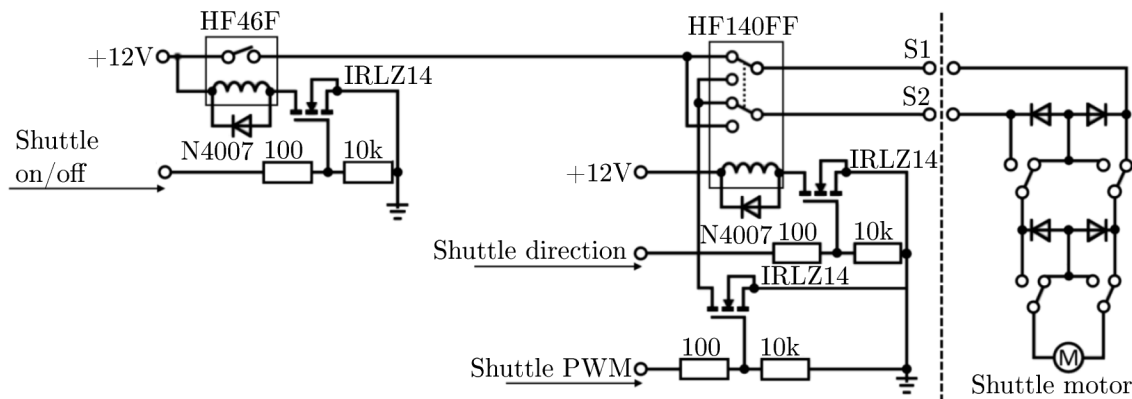 HF46F
HF140FF
+12V
S1
IRLZ14
S2
Shuttle
on/off
N4007
100
10k
+12V
IRLZ14
N4007
100
10k
Shuttle direction
IRLZ14
100
10k
Shuttle PWM
M
Shuttle motor